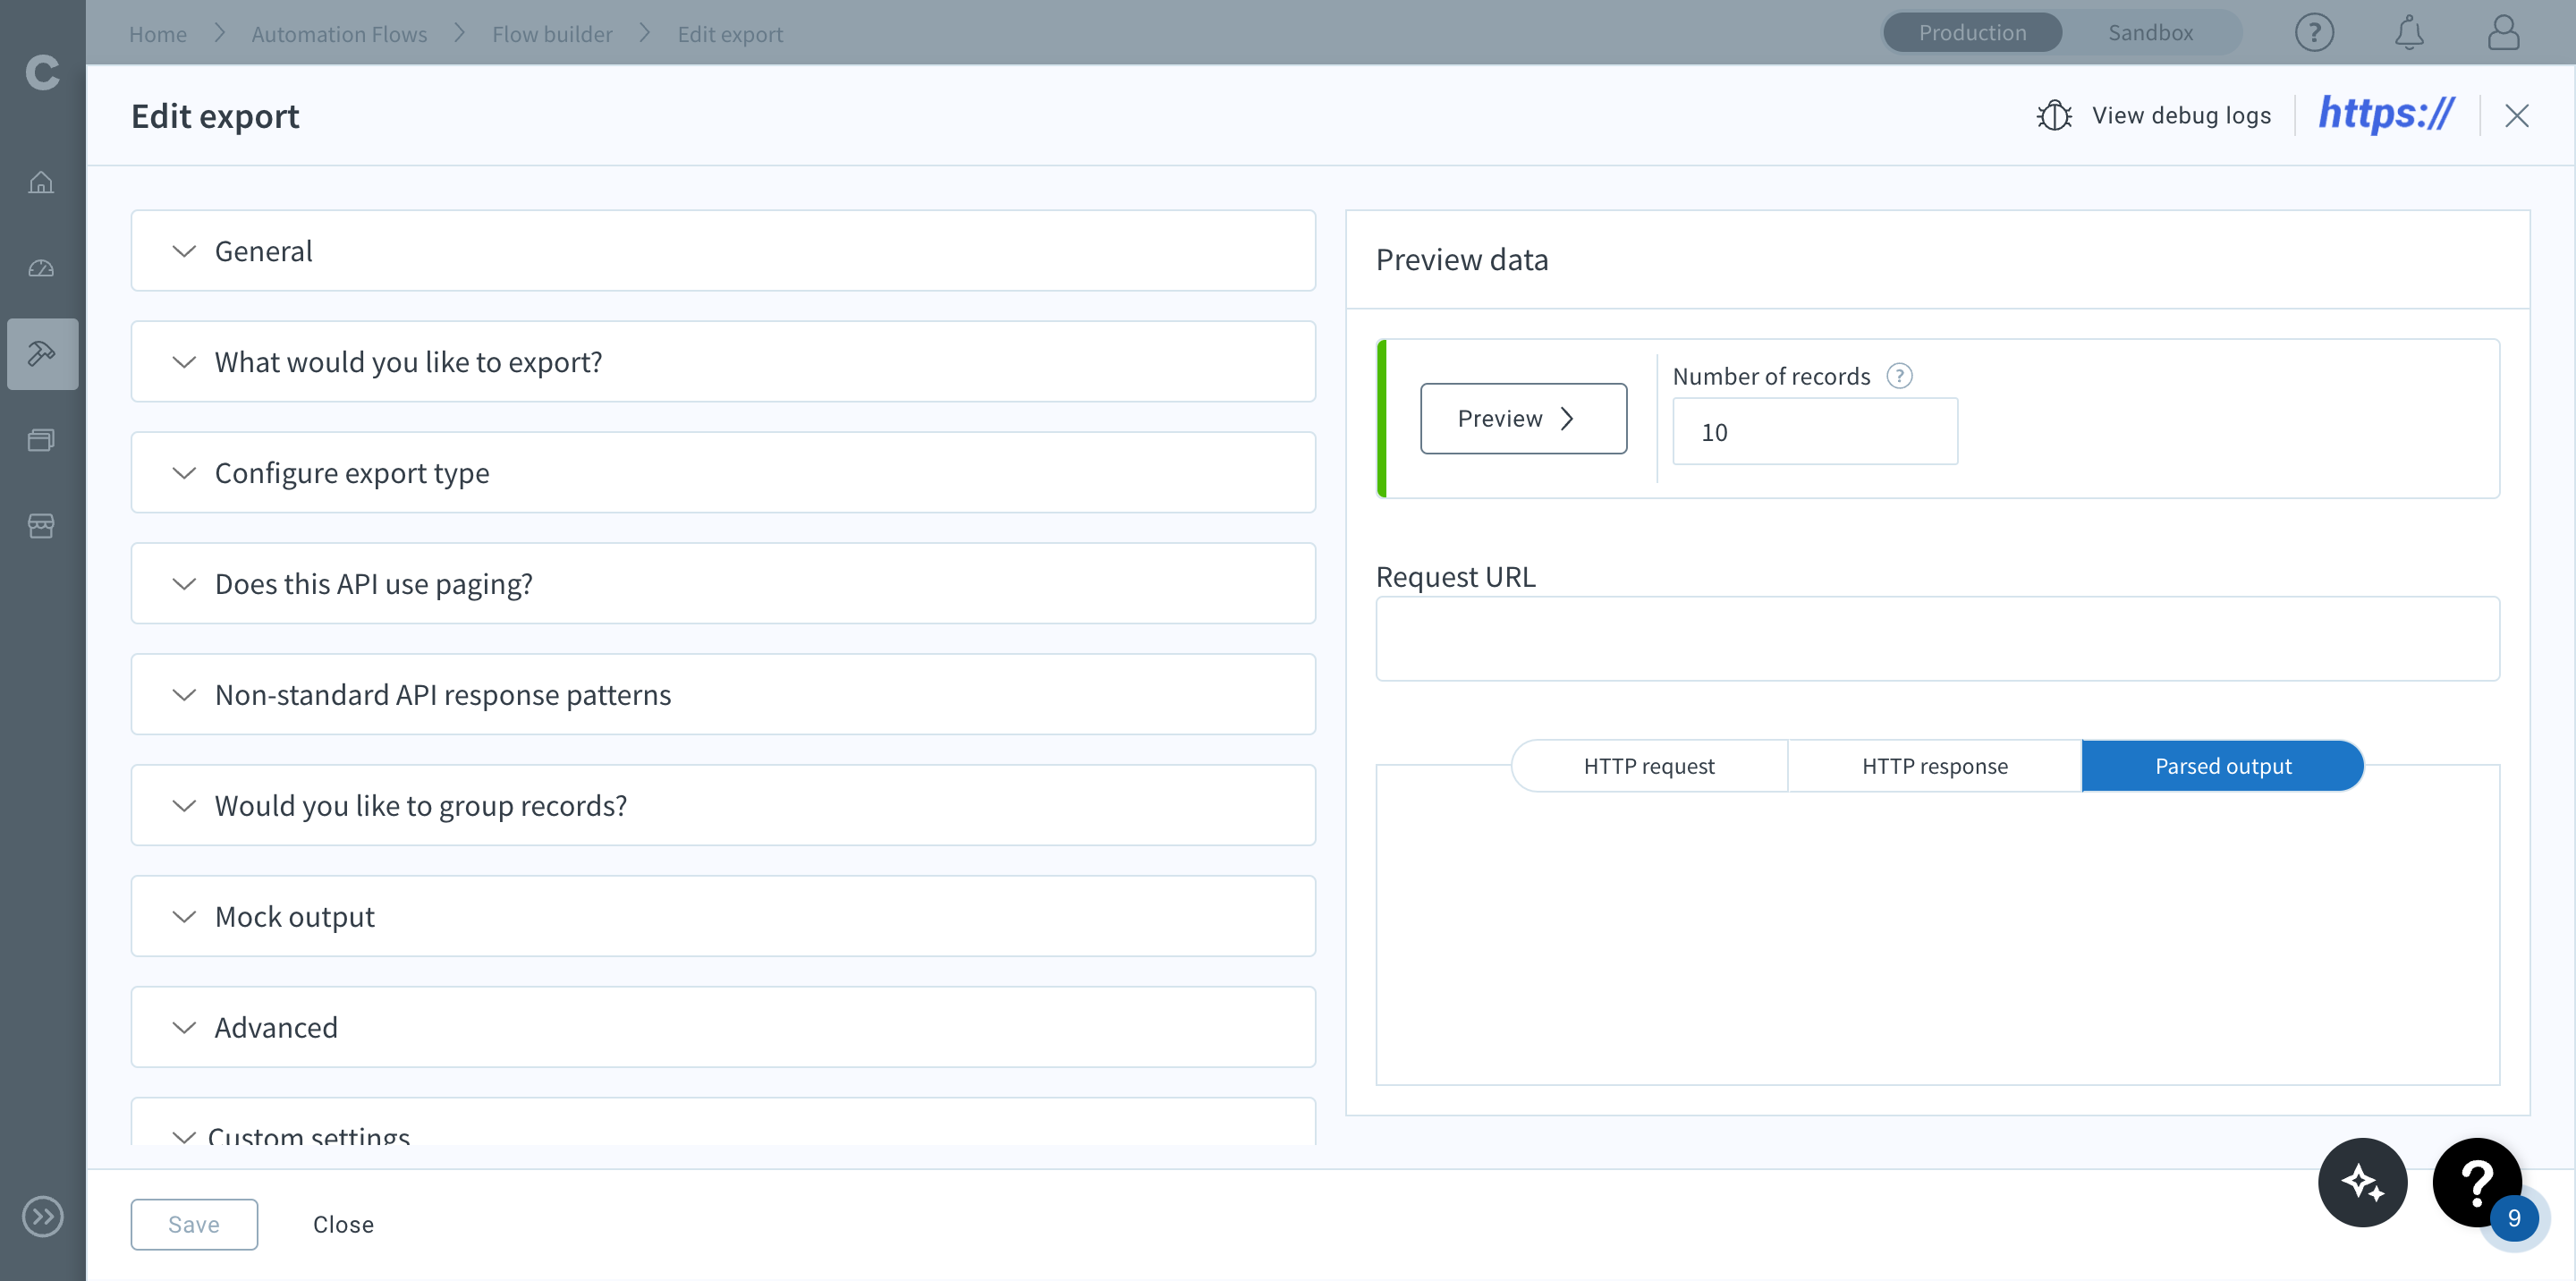 Home Automation Flows Flow builder Edit export
Production Sandbox
Edit export
View debug logs
https://
General
What would you like to export?
Configure export type
Does this API use paging?
Non-standard API response patterns
Would you like to group records?
Mock output
Advanced
Custom settings
Preview data
Preview
Number of records ?
10
Request URL
HTTP request HTTP response Parsed output
Save Close
9